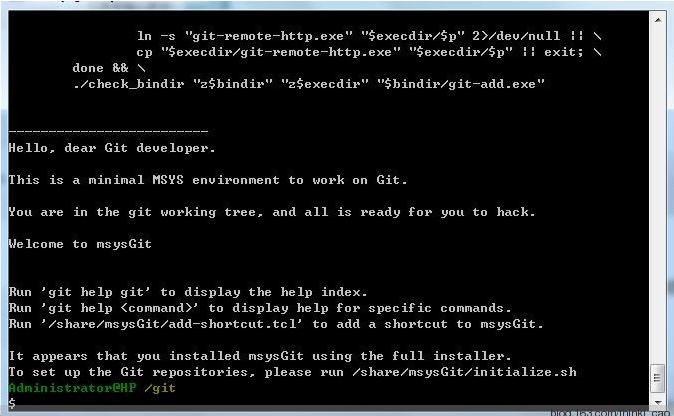 ln -s "git-remote-http.exe" "$execdir/$p" 2>/dev/null || \
cp "$execdir/git-remote-http.exe" "$execdir/$p" || exit; \
done && \
./check_bindir "z$bindir" "z$execdir" "$bindir/git-add.exe"
-------------------------
Hello, dear Git developer.
This is a minimal MSYS environment to work on Git.
You are in the git working tree, and all is ready for you to hack.
Welcome to msysGit
Run 'git help git' to display the help index.
Run 'git help <command>' to display help for specific commands.
Run '/share/msysGit/add-shortcut.tcl' to add a shortcut to msysGit.
It appears that you installed msysGit using the full installer.
To set up the Git repositories, please run /share/msysGit/initialize.sh
Administrator@HP /git
$